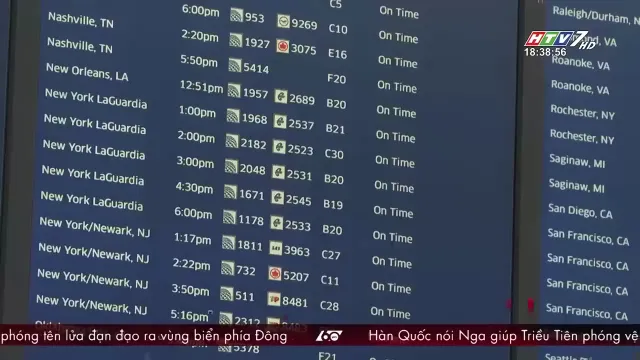 C5
6:00pm 953 9269 C10 On Time
Nashville, TN 2:20pm 1927 3075 E16 On Time
Nashville, TN 5:50pm 5414 F20
New Orleans, LA 12:51pm 1957 2689 B20 On Time
New York LaGuardia 1:00pm 1968 2537 B21 On Time
New York LaGuardia 2:00pm 2182 2523 C30 On Time
New York LaGuardia 3:00pm 2048 2531 B20 On Time
New York LaGuardia 4:30pm 1671 2545 B19 On Time
New York LaGuardia 6:00pm 1178 2533 B20 On Time
New York/Newark, NJ 1:17pm 1811 3963 C27 On Time
New York/Newark, NJ 2:22pm 732 5207 C11 On Time
New York/Newark, NJ 3:50pm 511 8481 C28 On Time
New York/Newark, NJ 5:16pm 2312
5378 F21
Raleigh/Durham, N
VA
Roanoke, VA
Roanoke, VA
Rochester, NY
Rochester, NY
Saginaw, MI
Saginaw, MI
San Diego, CA
San Francisco, CA
San Francisco, CA
San Francisco, CA
San Francisco, CA
HTV7 HD
18:38:56
phóng tên lửa đạn đạo ra vùng biển phía Đông Hàn Quốc nói Nga giúp Triều Tiên phóng vệ